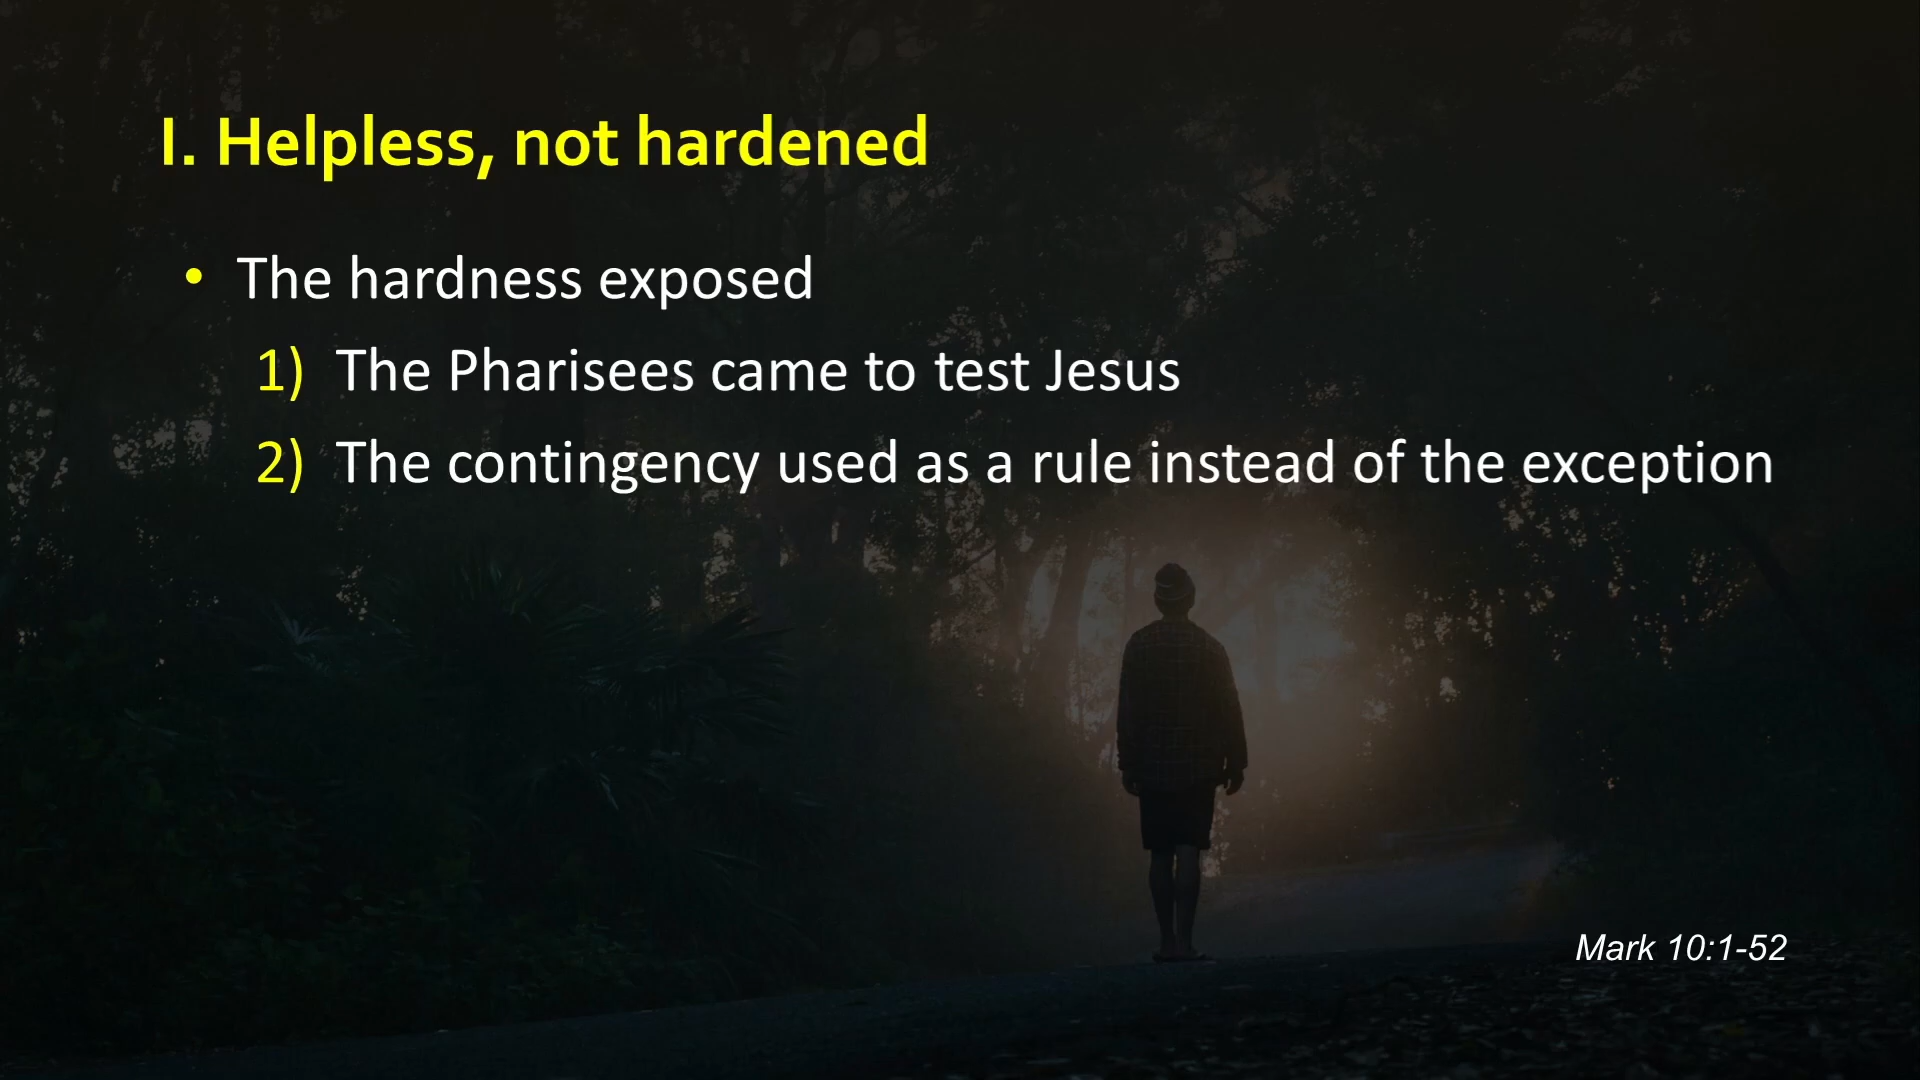 I. Helpless, not hardened
• The hardness exposed
1) The Pharisees came to test Jesus
2) The contingency used as a rule instead of the exception
Mark 10:1-52